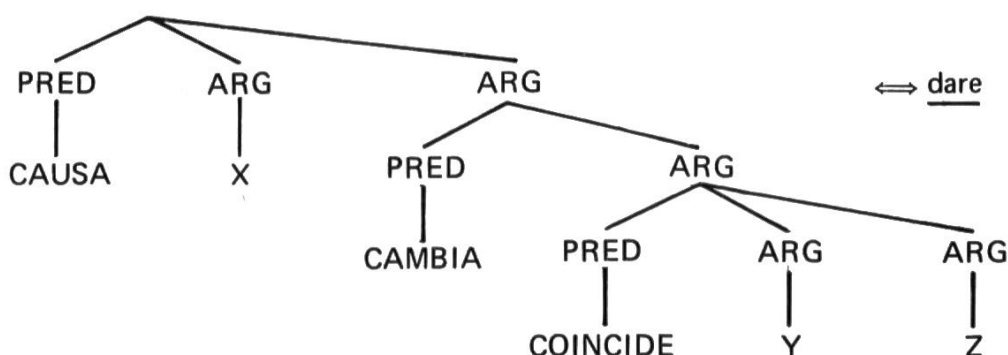 PRED ARG ARG ⟺ dare
CAUSA X PRED ARG
CAMBIA PRED ARG ARG
COINCIDE Y Z